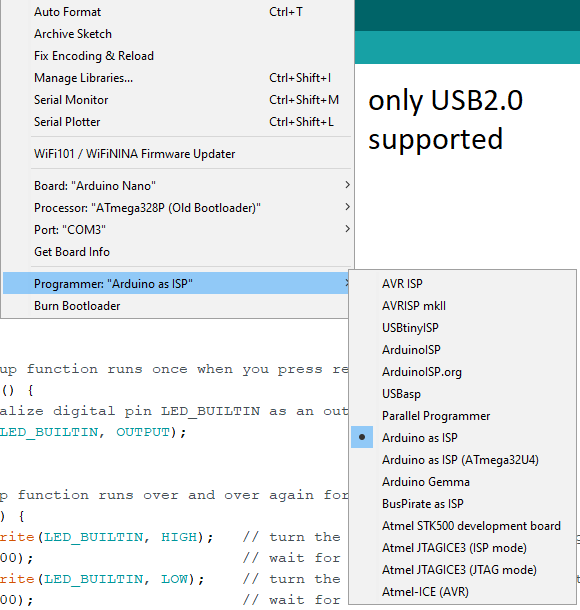 Auto Format Ctrl+T
Archive Sketch
Fix Encoding & Reload
Manage Libraries... Ctrl+Shift+I
Serial Monitor Ctrl+Shift+M
Serial Plotter Ctrl+Shift+L
WiFi101 / WiFiNINA Firmware Updater
Board: "Arduino Nano"
Processor: "ATmega328P (Old Bootloader)"
Port: "COM3"
Get Board Info
Programmer: "Arduino as ISP"
Burn Bootloader
only USB2.0
supported
AVR ISP
AVRISP mkII
USBtinyISP
ArduinoISP
ArduinoISP.org
USBasp
Parallel Programmer
Arduino as ISP
Arduino as ISP (ATmega32U4)
Arduino Gemma
BusPirate as ISP
Atmel STK500 development board
Atmel JTAGICE3 (ISP mode)
Atmel JTAGICE3 (JTAG mode)
Atmel-ICE (AVR)
up function runs once when you press re
() {
alize digital pin LED_BUILTIN as an out
LED_BUILTIN, OUTPUT);
p function runs over and over again for
) {
rite(LED_BUILTIN, HIGH); // turn the
00); // wait for
rite(LED_BUILTIN, LOW); // turn the
00); // wait for